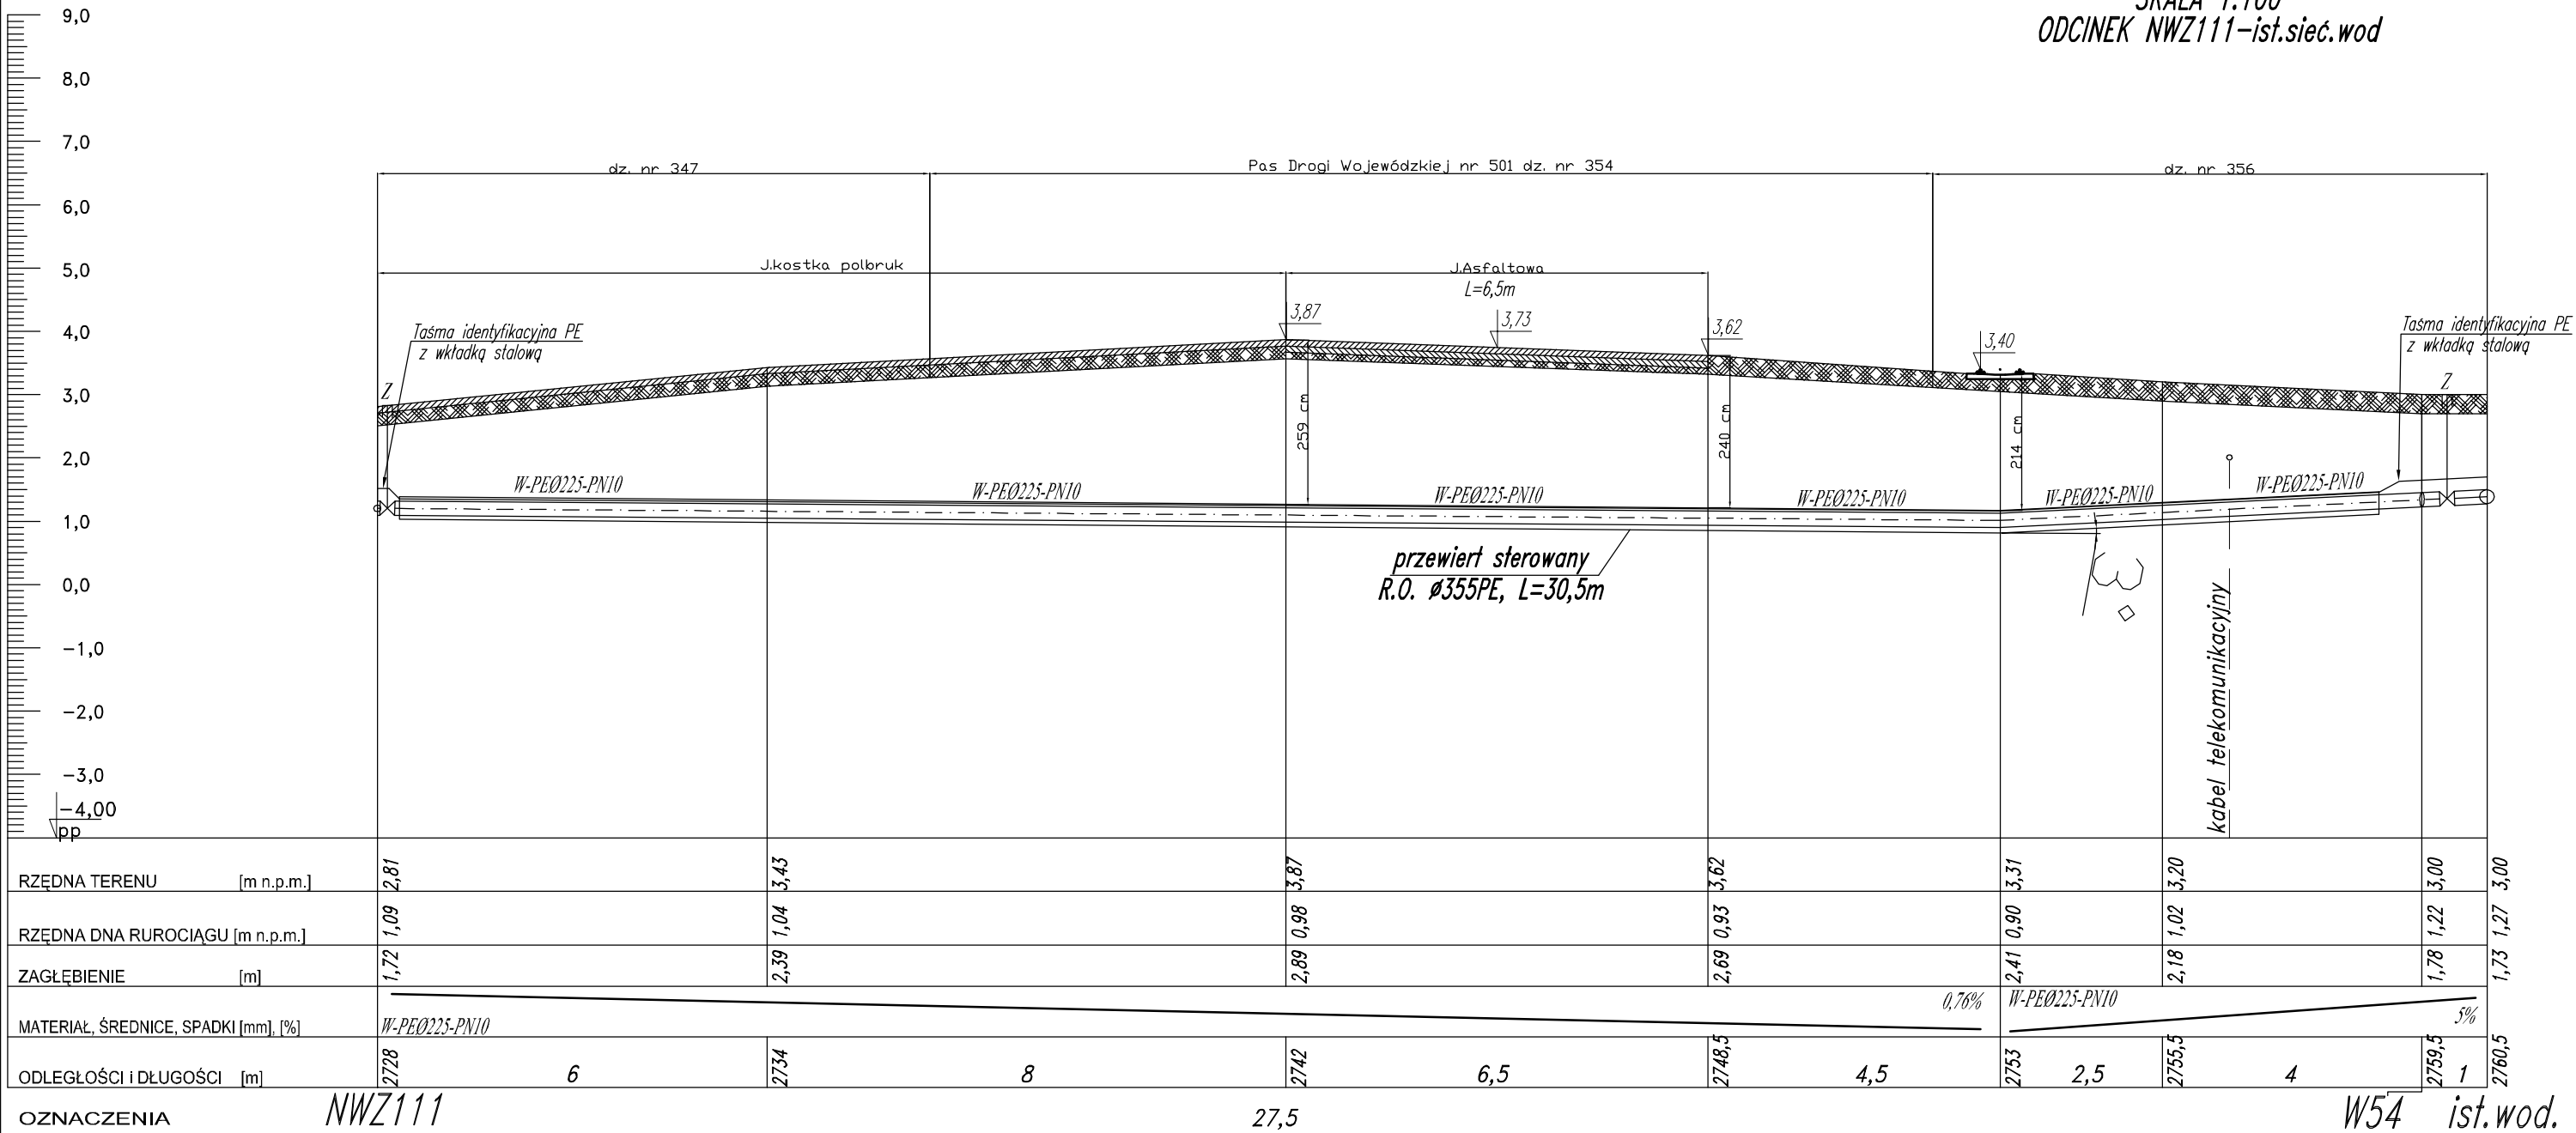 SKALA 1:100
ODCINEK NWZ111-ist.sieć.wod
9,0
8,0
7,0
6,0
5,0
4,0
3,0
2,0
1,0
0,0
-1,0
-2,0
-3,0
-4,00
pp
dz. nr 347
Pas Drogi Wojewódzkiej nr 501 dz. nr 354
dz. nr 356
J.kostka polbruk
J.Asfaltowa
L=6,5m
3,87
3,73
3,62
3,40
Taśma identyfikacyjna PE
z wkładką stalową
Taśma identyfikacyjna PE
z wkładką stalową
Z
Z
259 cm
240 cm
214 cm
W-PEØ225-PN10
W-PEØ225-PN10
W-PEØ225-PN10
W-PEØ225-PN10
W-PEØ225-PN10
W-PEØ225-PN10
przewiert sterowany
R.O. ø355PE, L=30,5m
3°
kabel telekomunikacyjny
RZĘDNA TERENU [m n.p.m.] 2,81 3,43 3,87 3,62 3,31 3,20 3,00 3,00
RZĘDNA DNA RUROCIĄGU [m n.p.m.] 1,09 1,04 0,98 0,93 0,90 1,02 1,22 1,27
ZAGŁĘBIENIE [m] 1,72 2,39 2,89 2,69 2,41 2,18 1,78 1,73
MATERIAŁ, ŚREDNICE, SPADKI [mm], [%] W-PEØ225-PN10 0,76% W-PEØ225-PN10 5%
ODLEGŁOŚCI i DŁUGOŚCI [m] 2728 6 2734 8 2742 6,5 2748,5 4,5 2753 2,5 2755,5 4 2759,5 1 2760,5
OZNACZENIA NWZ111 27,5 W54 ist.wod.